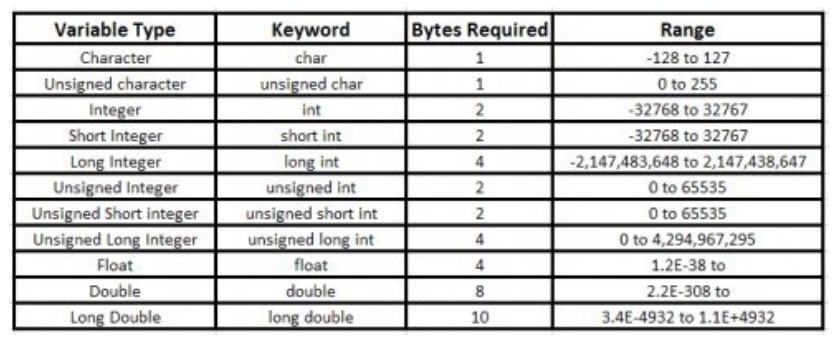 Variable Type Keyword Bytes Required Range
Character char 1 -128 to 127
Unsigned character unsigned char 1 0 to 255
Integer int 2 -32768 to 32767
Short Integer short int 2 -32768 to 32767
Long Integer long int 4 -2,147,483,648 to 2,147,438,647
Unsigned Integer unsigned int 2 0 to 65535
Unsigned Short integer unsigned short int 2 0 to 65535
Unsigned Long Integer unsigned long int 4 0 to 4,294,967,295
Float float 4 1.2E-38 to
Double double 8 2.2E-308 to
Long Double long double 10 3.4E-4932 to 1.1E+4932